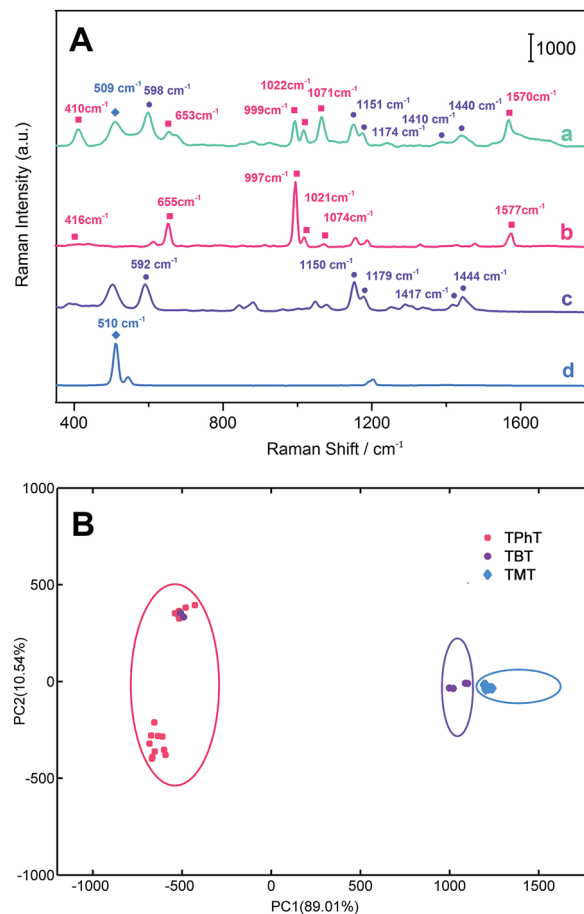 A
1000
509 cm⁻¹
598 cm⁻¹
410cm⁻¹
653cm⁻¹
1022cm⁻¹
1071cm⁻¹
999cm⁻¹
1151 cm⁻¹
1174 cm⁻¹
1410 cm⁻¹
1440 cm⁻¹
1570cm⁻¹
a
416cm⁻¹
655cm⁻¹
997cm⁻¹
1021cm⁻¹
1074cm⁻¹
1577cm⁻¹
b
592 cm⁻¹
1150 cm⁻¹
1179 cm⁻¹
1417 cm⁻¹
1444 cm⁻¹
c
510 cm⁻¹
d
Raman Intensity (a.u.)
400 800 1200 1600
Raman Shift / cm⁻¹
B
TPhT
TBT
TMT
1000
500
0
-500
-1000
PC2(10.54%)
-1000 -500 0 500 1000 1500
PC1(89.01%)